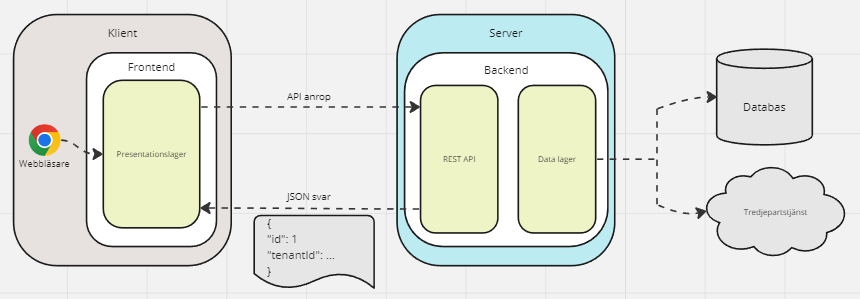 Klient
Server
Frontend
Backend
API anrop
Databas
Webbläsare
Presentationslager
REST API
Data lager
JSON svar
Tredjepartstjänst
{
"id": 1
"tenantId": ...
}